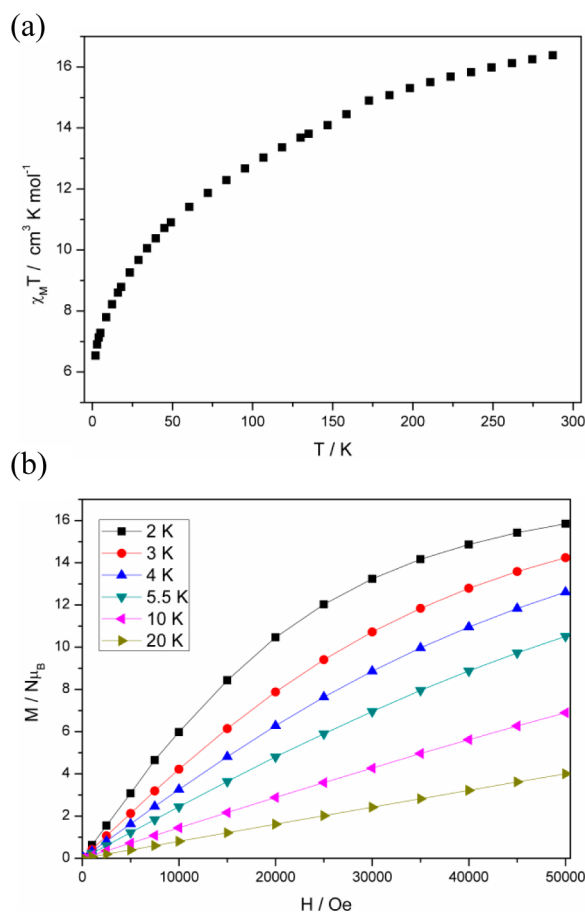 (a)
16
14
12
10
8
6
χ_MT / cm³ K mol⁻¹
0 50 100 150 200 250 300
T / K
(b)
16
14
12
10
8
6
4
2
0
M / Nμ_B
2 K
3 K
4 K
5.5 K
10 K
20 K
0 10000 20000 30000 40000 50000
H / Oe